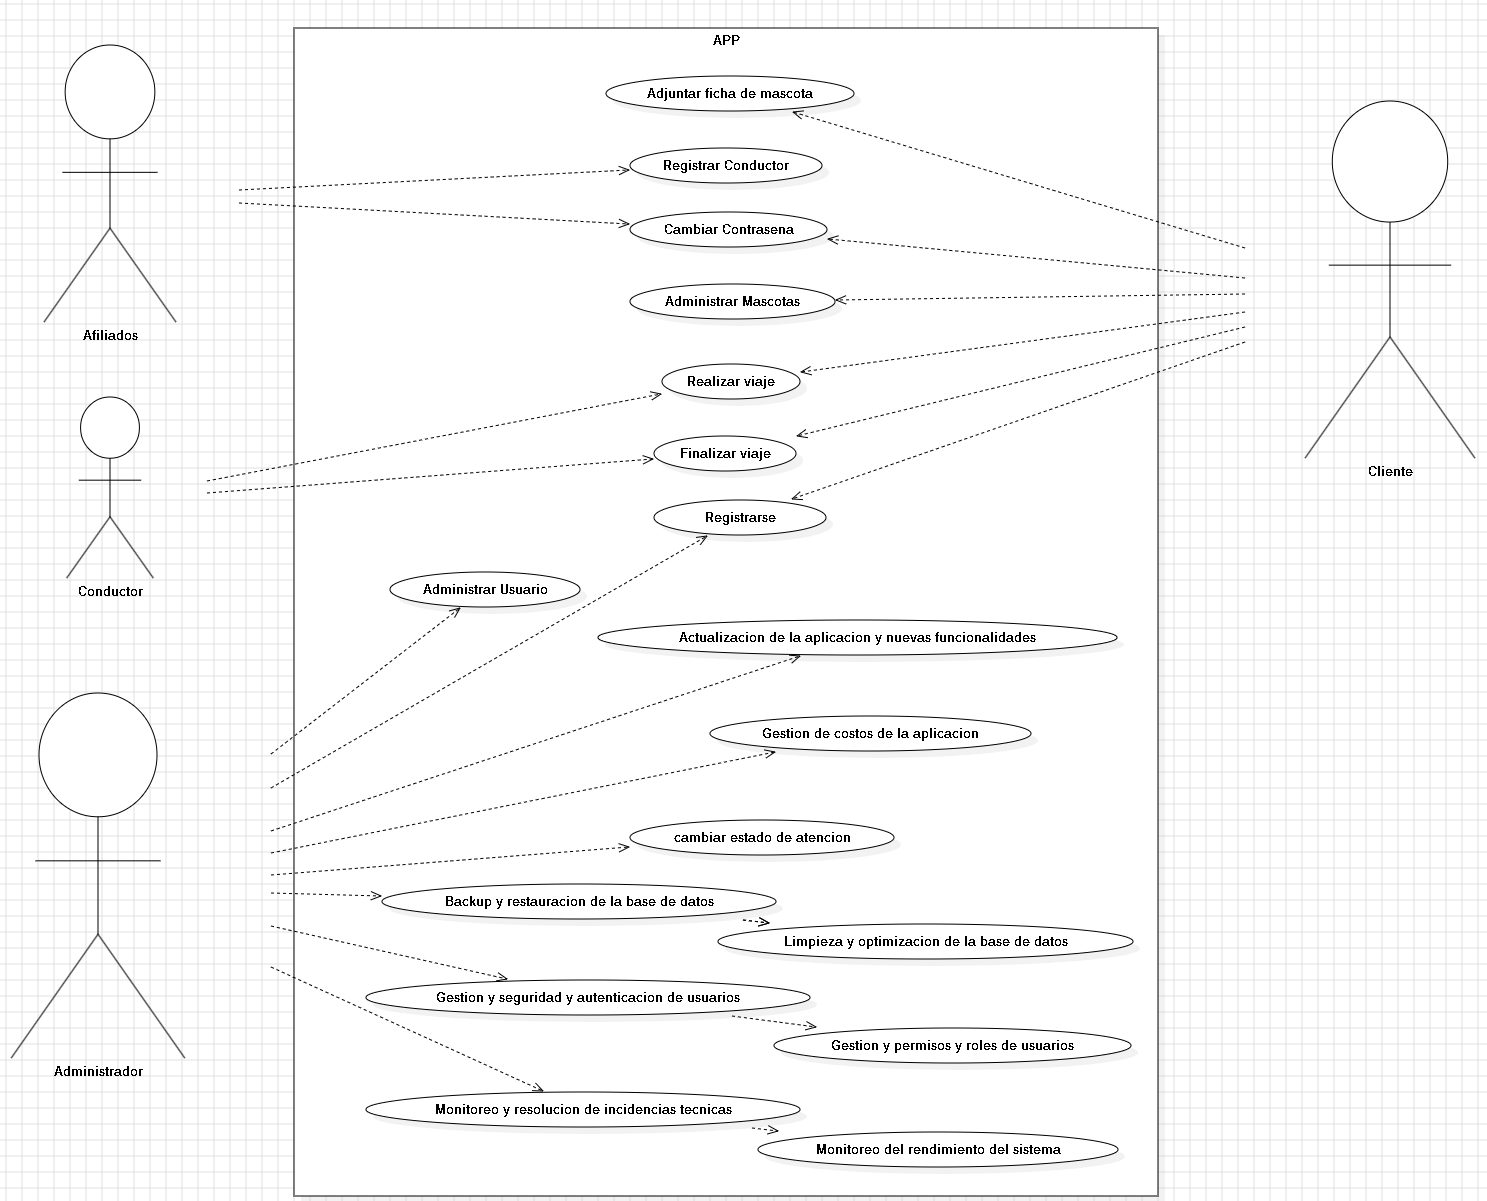 APP
Adjuntar ficha de mascota
Registrar Conductor
Cambiar Contrasena
Afiliados
Administrar Mascotas
Realizar viaje
Finalizar viaje
Cliente
Registrarse
Conductor
Administrar Usuario
Actualizacion de la aplicacion y nuevas funcionalidades
Gestion de costos de la aplicacion
cambiar estado de atencion
Backup y restauracion de la base de datos
Limpieza y optimizacion de la base de datos
Gestion y seguridad y autenticacion de usuarios
Gestion y permisos y roles de usuarios
Administrador
Monitoreo y resolucion de incidencias tecnicas
Monitoreo del rendimiento del sistema